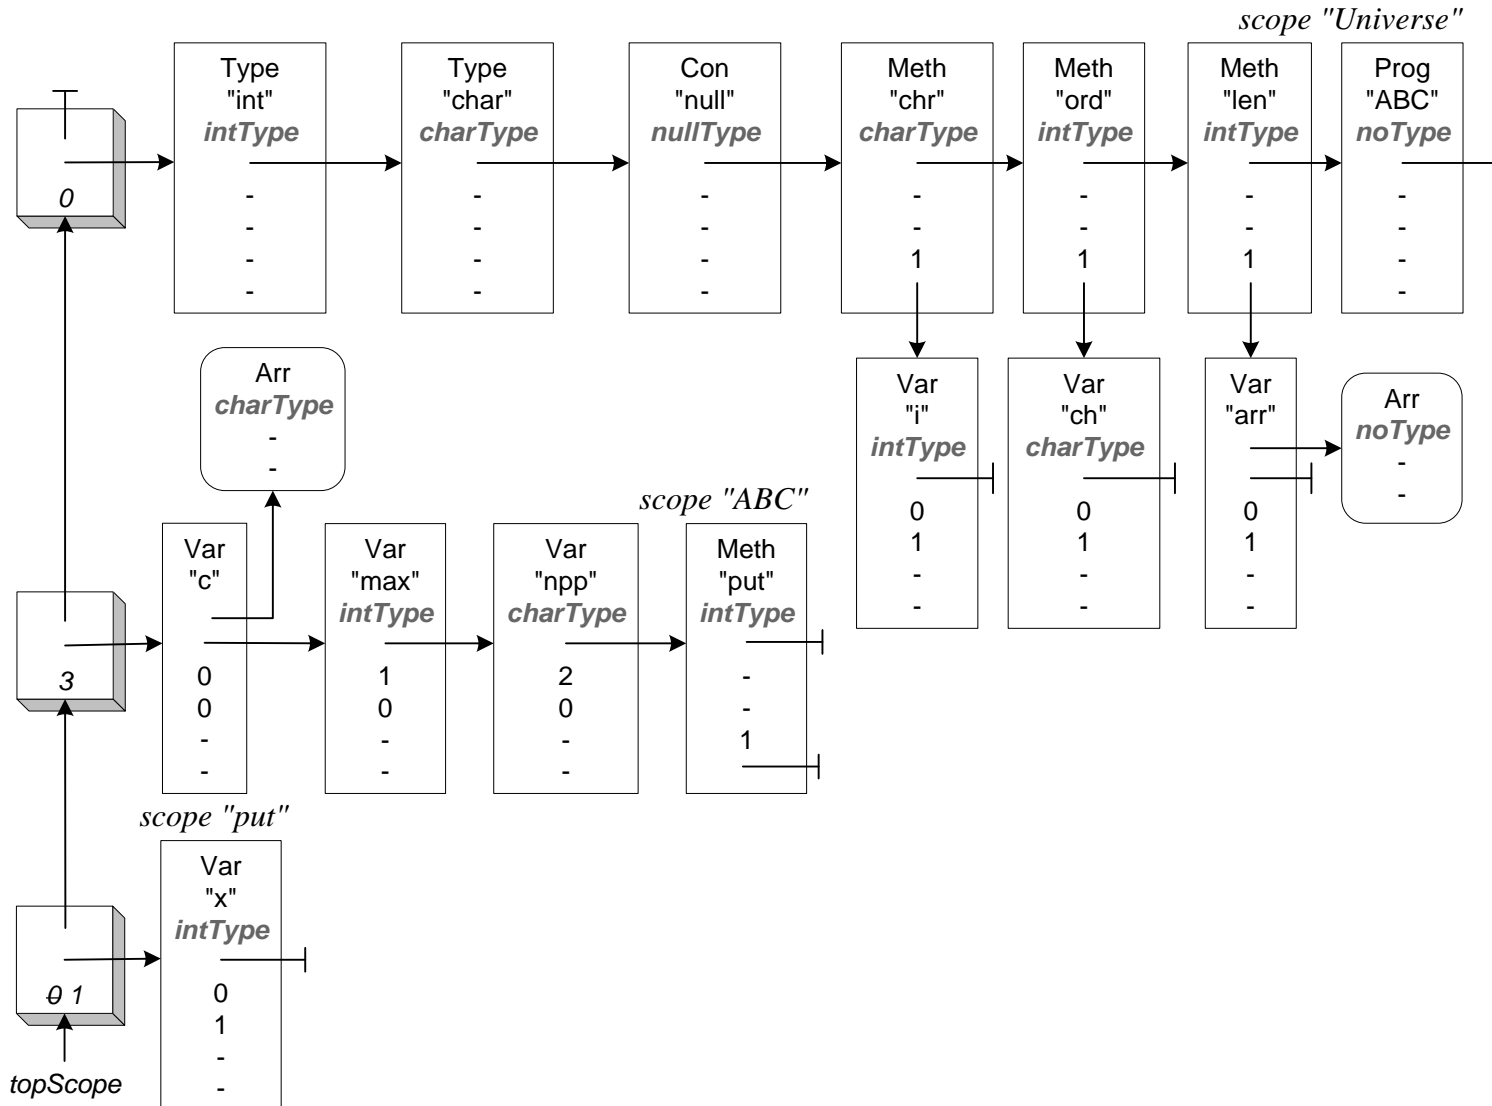 scope "Universe"
Type
"int"
intType
-
-
-
-
Type
"char"
charType
-
-
-
-
Con
"null"
nullType
-
-
-
-
Meth
"chr"
charType
-
-
1
Meth
"ord"
intType
-
-
1
Meth
"len"
intType
-
-
1
Prog
"ABC"
noType
-
-
-
-
0
Var
"i"
intType
0
1
-
-
Var
"ch"
charType
0
1
-
-
Var
"arr"
0
1
-
-
Arr
noType
-
-
Arr
charType
-
-
scope "ABC"
3
Var
"c"
0
0
-
-
Var
"max"
intType
1
0
-
-
Var
"npp"
charType
2
0
-
-
Meth
"put"
intType
-
-
1
scope "put"
0 1
Var
"x"
intType
0
1
-
-
topScope